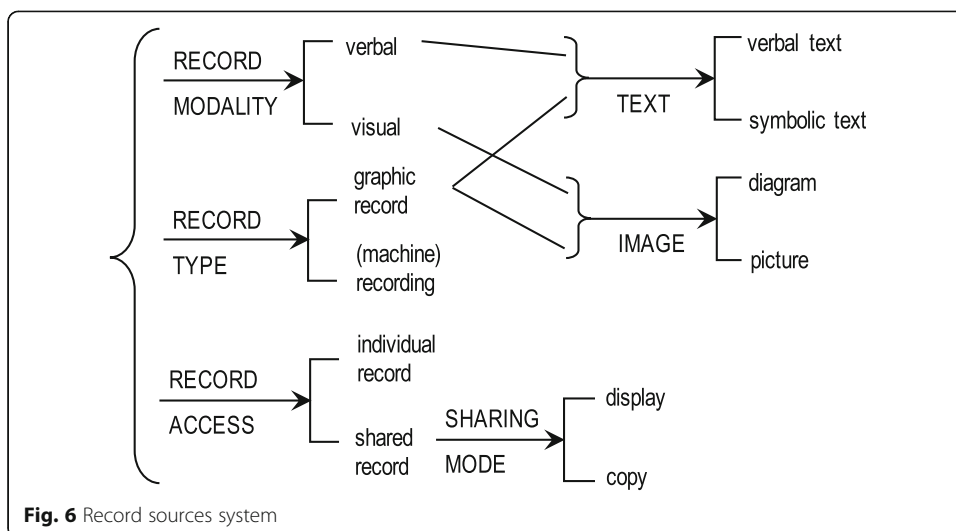 RECORD
MODALITY
verbal
visual
TEXT
verbal text
symbolic text
RECORD
TYPE
graphic
record
(machine)
recording
IMAGE
diagram
picture
RECORD
ACCESS
individual
record
shared
record
SHARING
MODE
display
copy
Fig. 6 Record sources system